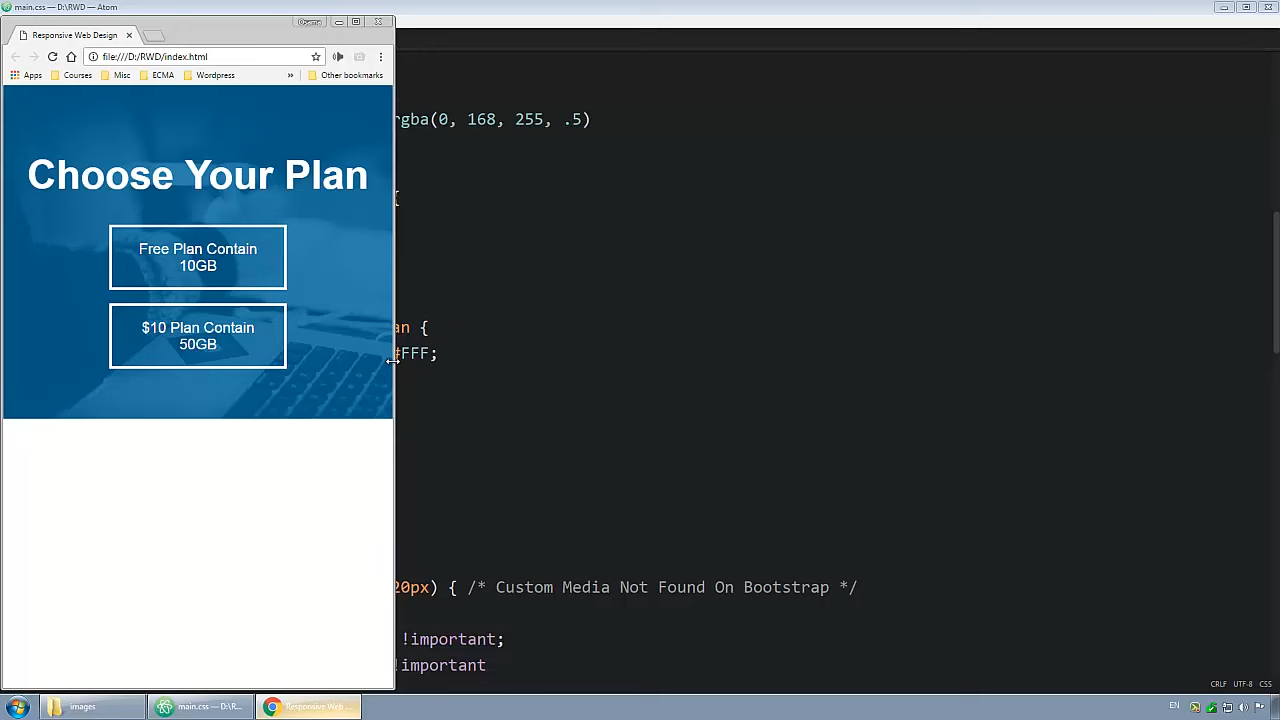 main.css — D:\RWD — Atom
Osama
Responsive Web Design
file:///D:/RWD/index.html
Apps Courses Misc ECMA Wordpress » Other bookmarks
rgba(0, 168, 255, .5)
{
Choose Your Plan
Free Plan Contain
10GB
$10 Plan Contain
50GB
an {
#FFF;
20px) { /* Custom Media Not Found On Bootstrap */
!important;
!important
CRLF UTF-8 CSS
images main.css — D:\R... Responsive Web ... EN